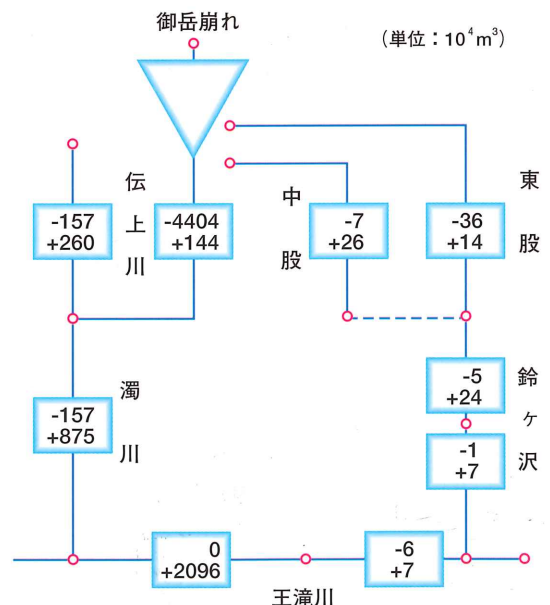 御岳崩れ
(単位：10⁴m³)
伝上川
-157
+260
-4404
+144
中股
-7
+26
東股
-36
+14
濁川
-157
+875
鈴ヶ沢
-5
+24
-1
+7
0
+2096
-6
+7
王滝川